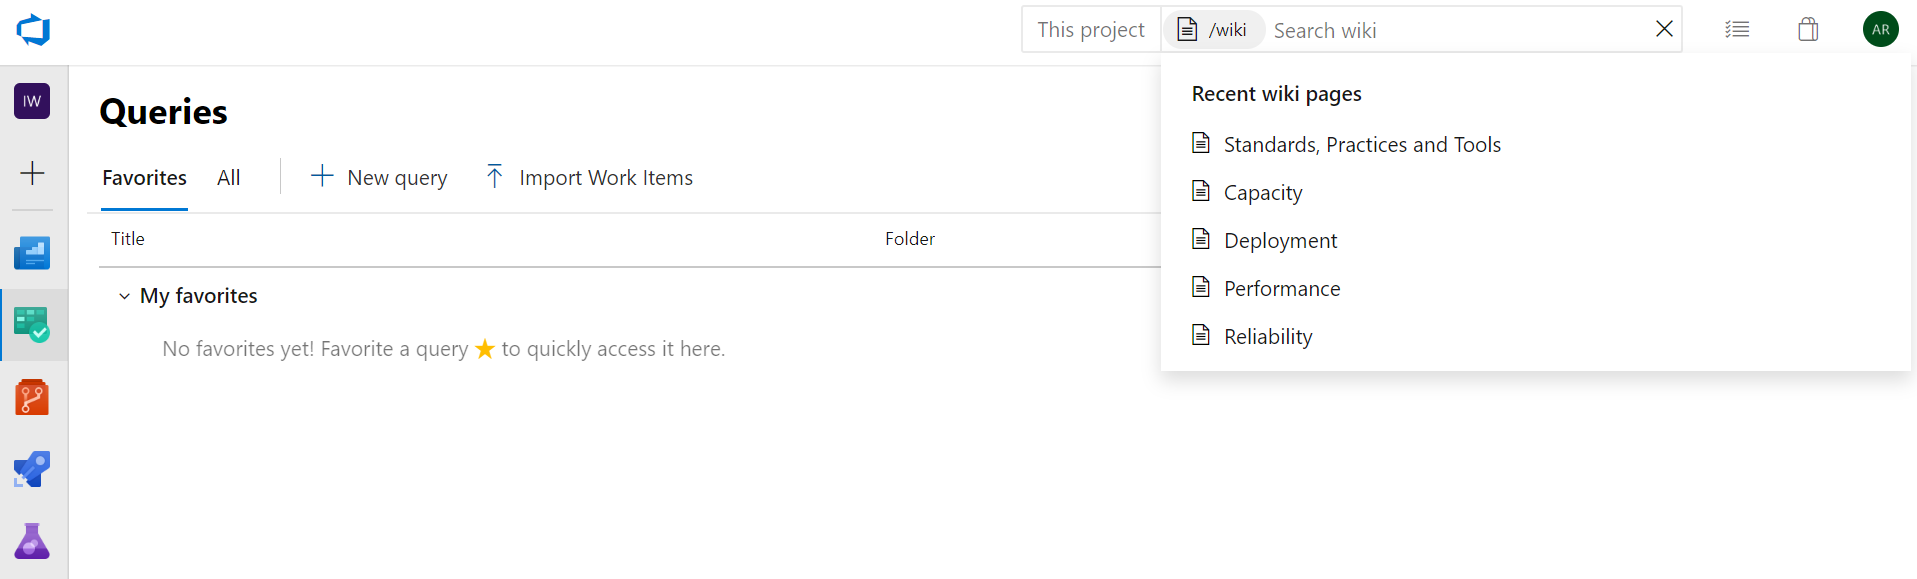 This project /wiki Search wiki AR
IW
Queries
Recent wiki pages
Standards, Practices and Tools
Capacity
Deployment
Performance
Reliability
Favorites All New query Import Work Items
Title Folder
My favorites
No favorites yet! Favorite a query to quickly access it here.